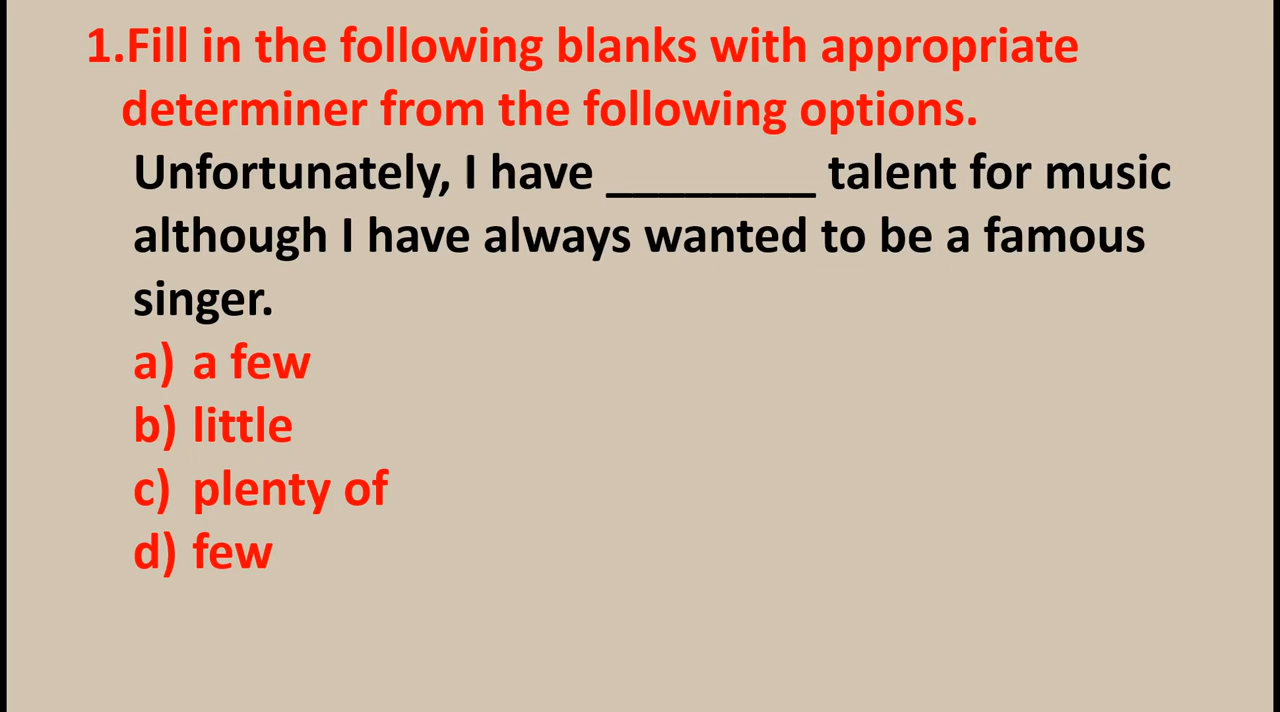 1.Fill in the following blanks with appropriate
determiner from the following options.
Unfortunately, I have ________ talent for music
although I have always wanted to be a famous
singer.
a) a few
b) little
c) plenty of
d) few